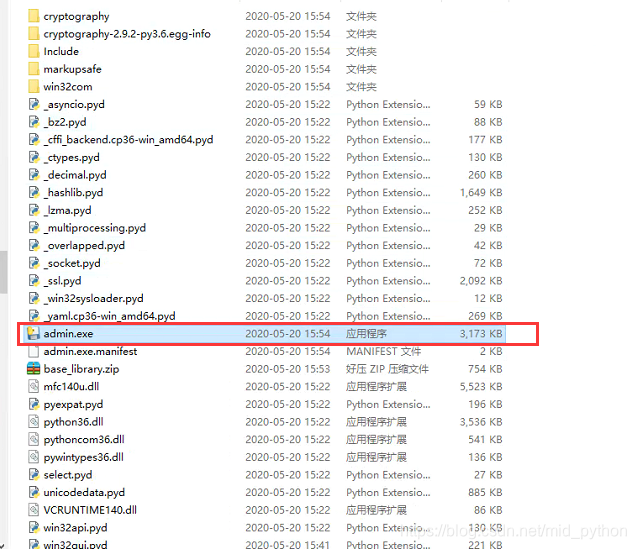 cryptography 2020-05-20 15:54 文件夹
cryptography-2.9.2-py3.6.egg-info 2020-05-20 15:54 文件夹
Include 2020-05-20 15:54 文件夹
markupsafe 2020-05-20 15:54 文件夹
win32com 2020-05-20 15:54 文件夹
_asyncio.pyd 2020-05-20 15:22 Python Extensio... 59 KB
_bz2.pyd 2020-05-20 15:22 Python Extensio... 88 KB
_cffi_backend.cp36-win_amd64.pyd 2020-05-20 15:22 Python Extensio... 177 KB
_ctypes.pyd 2020-05-20 15:22 Python Extensio... 130 KB
_decimal.pyd 2020-05-20 15:22 Python Extensio... 260 KB
_hashlib.pyd 2020-05-20 15:22 Python Extensio... 1,649 KB
_lzma.pyd 2020-05-20 15:22 Python Extensio... 252 KB
_multiprocessing.pyd 2020-05-20 15:22 Python Extensio... 29 KB
_overlapped.pyd 2020-05-20 15:22 Python Extensio... 42 KB
_socket.pyd 2020-05-20 15:22 Python Extensio... 72 KB
_ssl.pyd 2020-05-20 15:22 Python Extensio... 2,092 KB
_win32sysloader.pyd 2020-05-20 15:22 Python Extensio... 12 KB
_yaml.cp36-win_amd64.pyd 2020-05-20 15:22 Python Extensio... 269 KB
admin.exe 2020-05-20 15:54 应用程序 3,173 KB
admin.exe.manifest 2020-05-20 15:54 MANIFEST 文件 2 KB
base_library.zip 2020-05-20 15:53 好压 ZIP 压缩文件 754 KB
mfc140u.dll 2020-05-20 15:22 应用程序扩展 5,523 KB
pyexpat.pyd 2020-05-20 15:22 Python Extensio... 196 KB
python36.dll 2020-05-20 15:22 应用程序扩展 3,536 KB
pythoncom36.dll 2020-05-20 15:22 应用程序扩展 541 KB
pywintypes36.dll 2020-05-20 15:22 应用程序扩展 136 KB
select.pyd 2020-05-20 15:22 Python Extensio... 27 KB
unicodedata.pyd 2020-05-20 15:22 Python Extensio... 885 KB
VCRUNTIME140.dll 2020-05-20 15:22 应用程序扩展 86 KB
win32api.pyd 2020-05-20 15:22 Python Extensio... 130 KB
https://blog.csdn.net/mid_python
win32gui.pyd 2020-05-20 15:41 Python Extensio... 221 KB